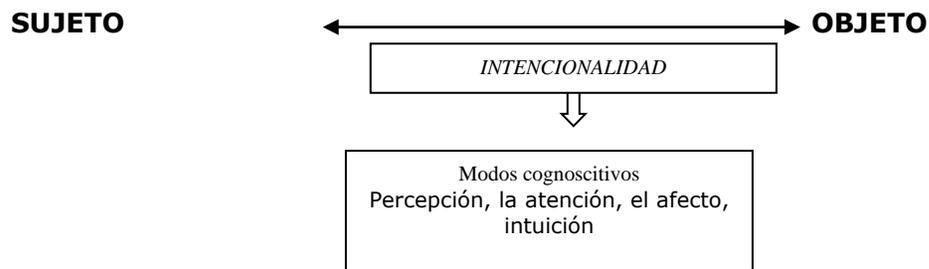 SUJETO OBJETO
INTENCIONALIDAD
Modos cognoscitivos
Percepción, la atención, el afecto,
intuición